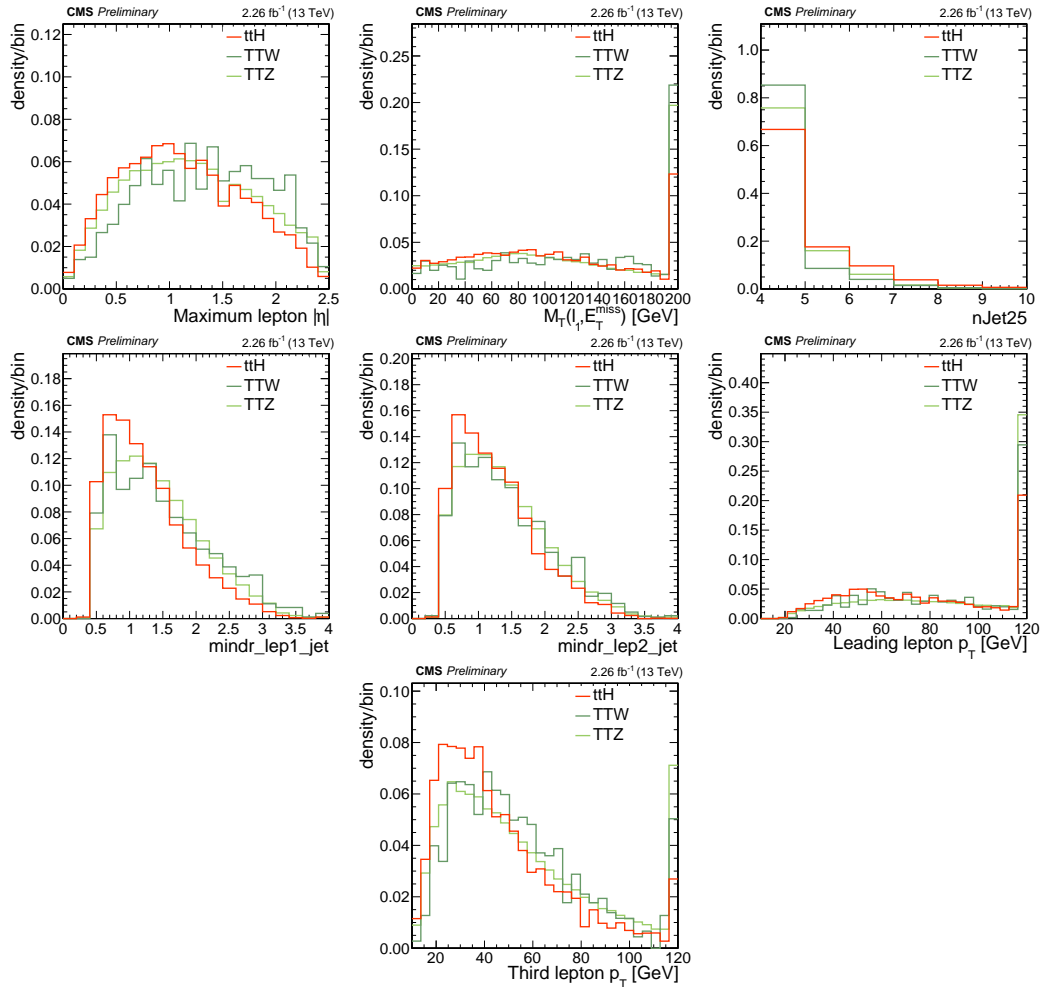 CMS Preliminary 2.26 fb⁻¹ (13 TeV)
density/bin
0.12
0.10
0.08
0.06
0.04
0.02
0.00
ttH
TTW
TTZ
0 0.5 1 1.5 2 2.5
Maximum lepton |η|
CMS Preliminary 2.26 fb⁻¹ (13 TeV)
density/bin
0.25
0.20
0.15
0.10
0.05
0.00
ttH
TTW
TTZ
0 20 40 60 80 100 120 140 160 180 200
M_T(l_1,E_T^miss) [GeV]
CMS Preliminary 2.26 fb⁻¹ (13 TeV)
density/bin
1.0
0.8
0.6
0.4
0.2
0.0
ttH
TTW
TTZ
4 5 6 7 8 9 10
nJet25
CMS Preliminary 2.26 fb⁻¹ (13 TeV)
density/bin
0.18
0.16
0.14
0.12
0.10
0.08
0.06
0.04
0.02
0.00
ttH
TTW
TTZ
0 0.5 1 1.5 2 2.5 3 3.5 4
mindr_lep1_jet
CMS Preliminary 2.26 fb⁻¹ (13 TeV)
density/bin
0.20
0.18
0.16
0.14
0.12
0.10
0.08
0.06
0.04
0.02
0.00
ttH
TTW
TTZ
0 0.5 1 1.5 2 2.5 3 3.5 4
mindr_lep2_jet
CMS Preliminary 2.26 fb⁻¹ (13 TeV)
density/bin
0.40
0.35
0.30
0.25
0.20
0.15
0.10
0.05
0.00
ttH
TTW
TTZ
20 40 60 80 100 120
Leading lepton p_T [GeV]
CMS Preliminary 2.26 fb⁻¹ (13 TeV)
density/bin
0.10
0.08
0.06
0.04
0.02
0.00
ttH
TTW
TTZ
20 40 60 80 100 120
Third lepton p_T [GeV]